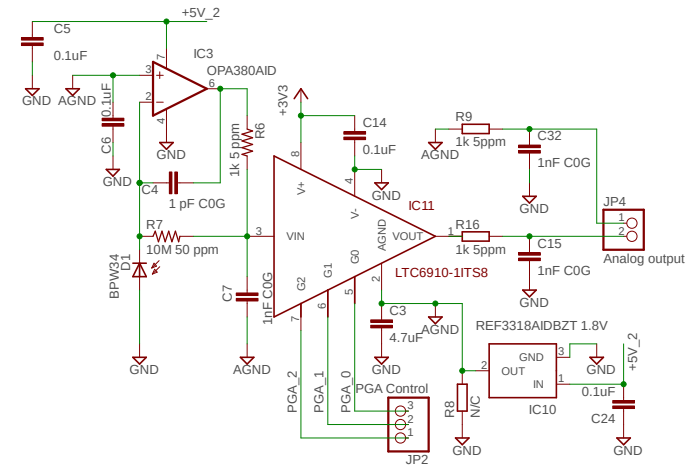 +5V_2
C5
0.1uF
GND
AGND
0.1uF
C6
GND
IC3
OPA380AID
7
3
2
6
4
GND
+3V3
1k 5 ppm
R6
C4
1 pF C0G
C14
0.1uF
GND
8
4
V+
V-
IC11
R7
10M 50 ppm
3
VIN
AGND
VOUT
1
G2
G1
G0
7
6
5
2
LTC6910-1ITS8
BPW34
D1
GND
C7
1nF C0G
AGND
R9
1k 5ppm
AGND
C32
1nF C0G
GND
R16
1k 5ppm
C15
1nF C0G
GND
JP4
1
2
Analog output
C3
4.7uF
GND
AGND
REF3318AIDBZT 1.8V
GND
OUT
IN
2
3
1
IC10
GND
+5V_2
0.1uF
C24
GND
R8
N/C
GND
PGA_2
PGA_1
PGA_0
PGA Control
3
2
1
JP2